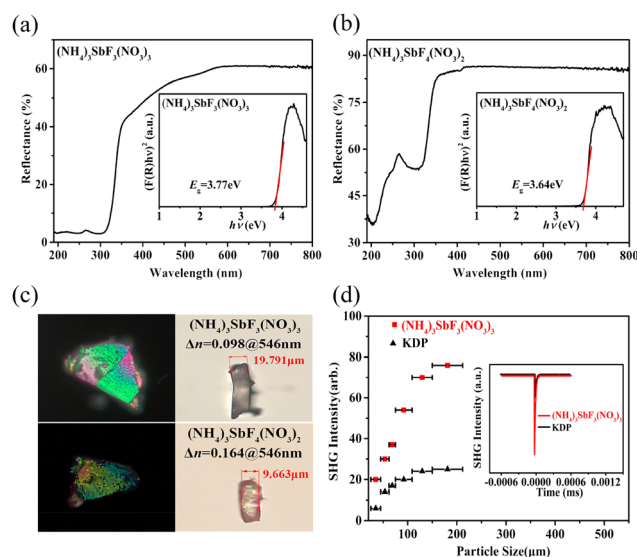 (a)
(NH₄)₃SbF₃(NO₃)₃
Reflectance (%)
60
40
20
0
(NH₄)₃SbF₃(NO₃)₃
(F(R)hν)² (a.u.)
E_g=3.77eV
1 2 3 4
hν (eV)
200 300 400 500 600 700 800
Wavelength (nm)
(b)
(NH₄)₃SbF₄(NO₃)₂
Reflectance (%)
90
75
60
45
30
(NH₄)₃SbF₄(NO₃)₂
(F(R)hν)² (a.u.)
E_g=3.64eV
1 2 3 4
hν (eV)
200 300 400 500 600 700 800
Wavelength (nm)
(c)
(NH₄)₃SbF₃(NO₃)₃
Δn=0.098@546nm
19.791μm
(NH₄)₃SbF₄(NO₃)₂
Δn=0.164@546nm
9.663μm
(d)
SHG Intensity(arb.)
100
80
60
40
20
0
(NH₄)₃SbF₃(NO₃)₃
KDP
SHG Intensity (a.u.)
(NH₄)₃SbF₃(NO₃)₃
KDP
-0.0006 0.0000 0.0006 0.0012
Time (ms)
0 100 200 300 400 500
Particle Size(μm)